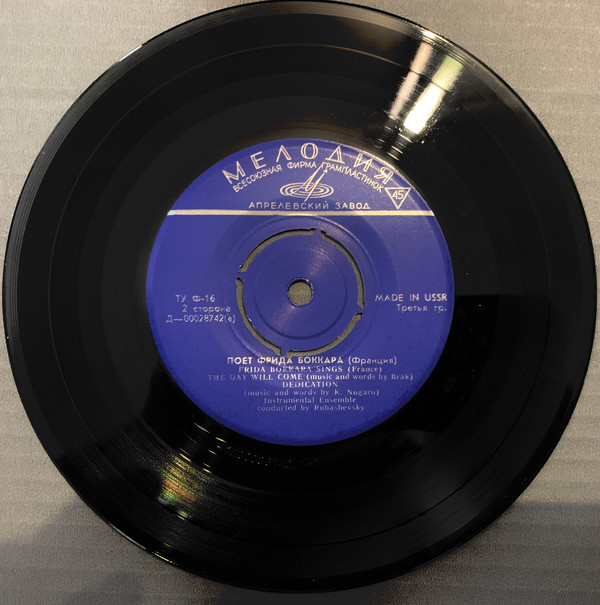 МЕЛОДИЯ
ВСЕСОЮЗНАЯ ФИРМА ГРАМПЛАСТИНОК
45
АПРЕЛЕВСКИЙ ЗАВОД
ТУ Ф-16
2 сторона
Д—00028742(в)
MADE IN USSR
Третья гр.
ПОЕТ ФРИДА БОККАРА (Франция)
FRIDA BOKKARA SINGS (France)
THE DAY WILL COME (music and words by Brak)
DEDICATION
(music and words by K. Nugaro)
Instrumental Ensemble
conducted by Rubashevsky